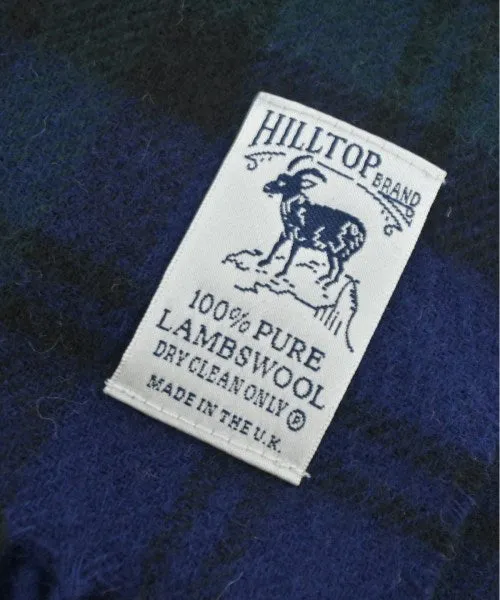 HILLTOP
BRAND
100% PURE
LAMBSWOOL
DRY CLEAN ONLY Ⓟ
MADE IN THE U.K.